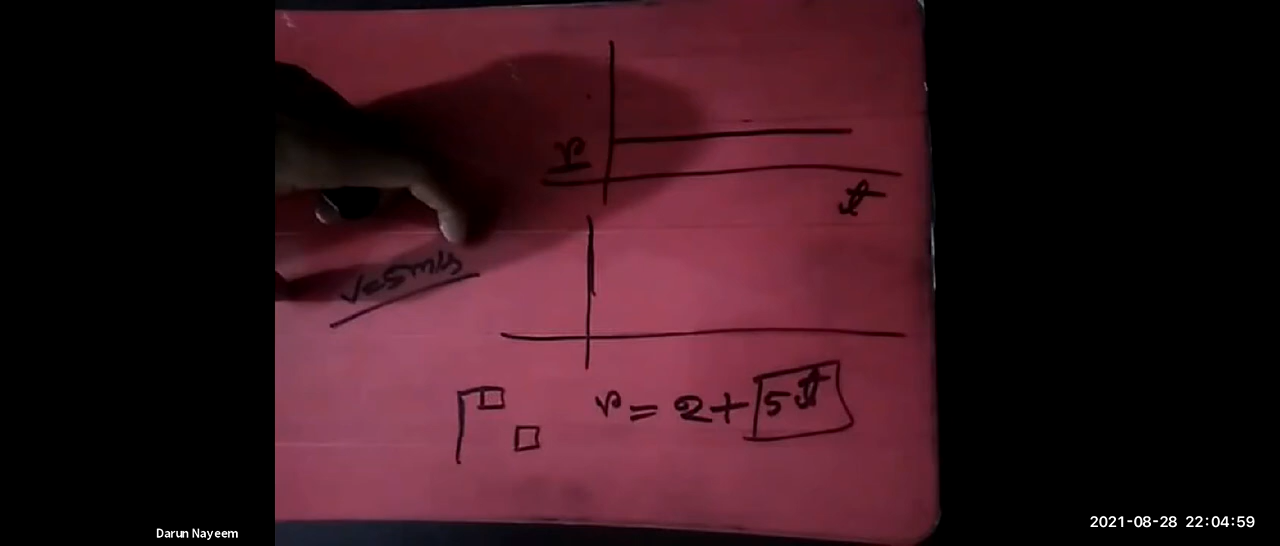 v
t
v=5m/s
v = 2+5t
Darun Nayeem
2021-08-28 22:04:59